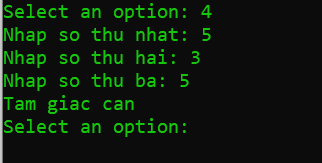 Select an option: 4
Nhap so thu nhat: 5
Nhap so thu hai: 3
Nhap so thu ba: 5
Tam giac can
Select an option: